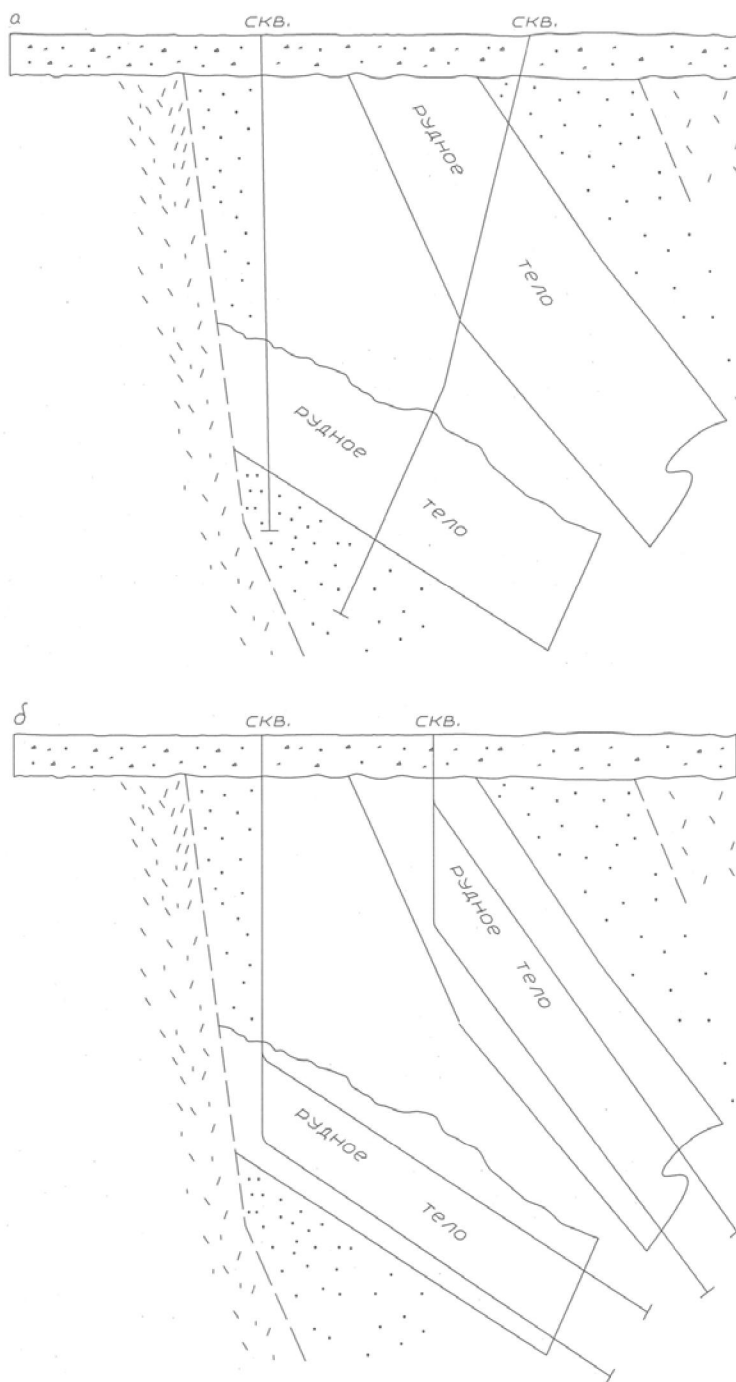 а
СКВ.
СКВ.
рудное
тело
рудное
тело
б
СКВ.
СКВ.
рудное
тело
рудное
тело